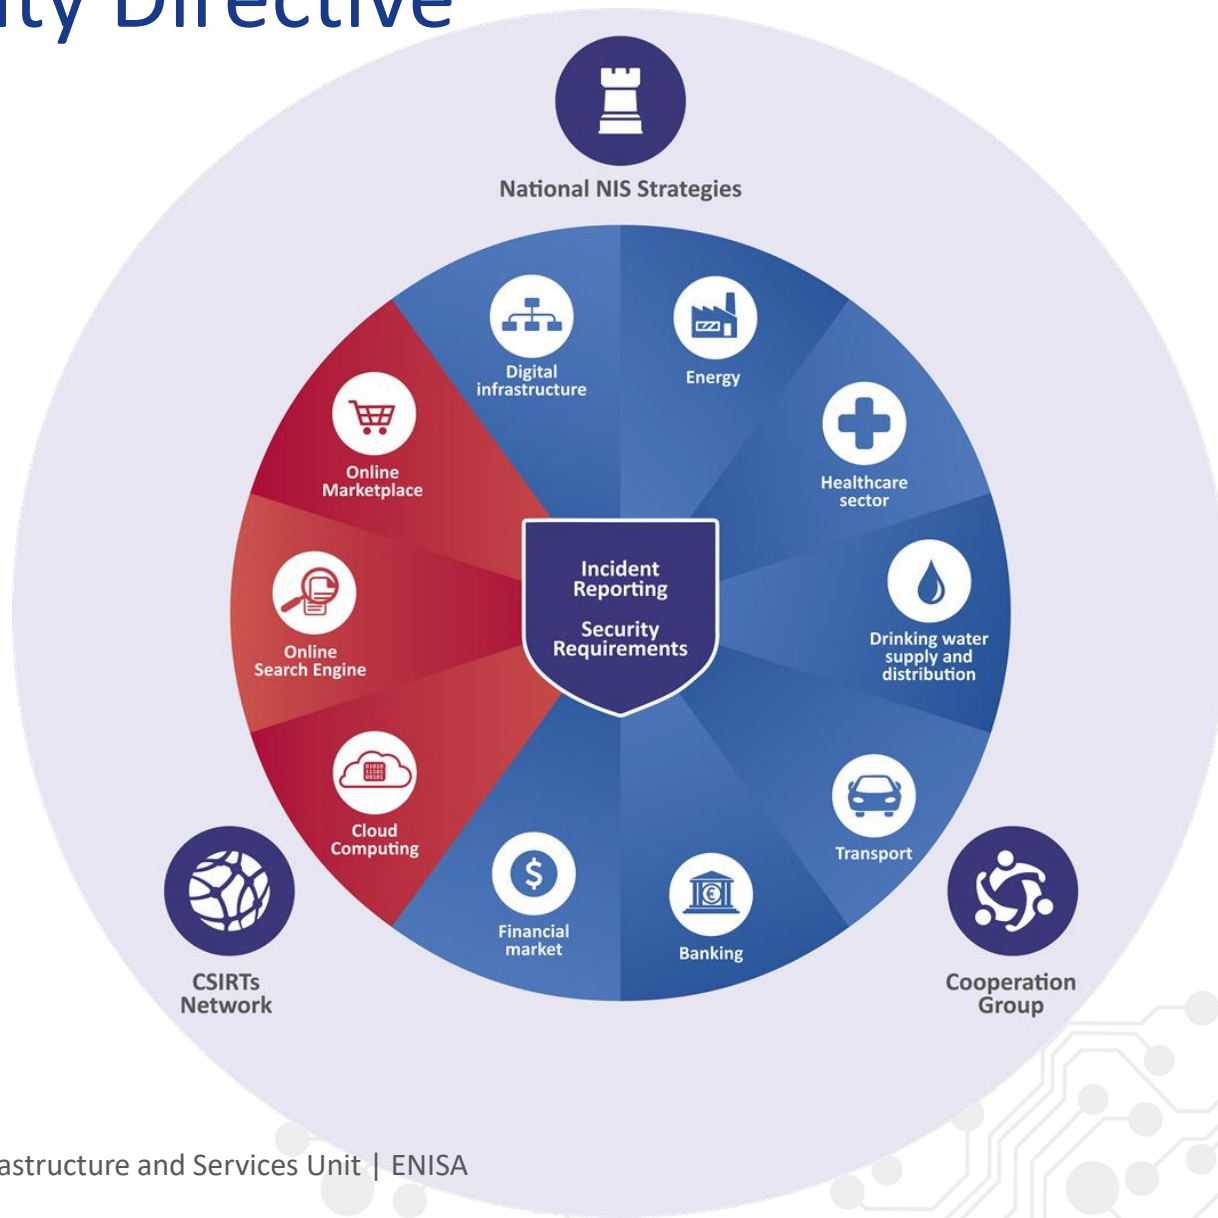 ity Directive
National NIS Strategies
Digital
infrastructure
Energy
Online
Marketplace
Healthcare
sector
Incident
Reporting
Security
Requirements
Online
Search Engine
Drinking water
supply and
distribution
Cloud
Computing
Transport
Financial
market
Banking
CSIRTs
Network
Cooperation
Group
astructure and Services Unit | ENISA